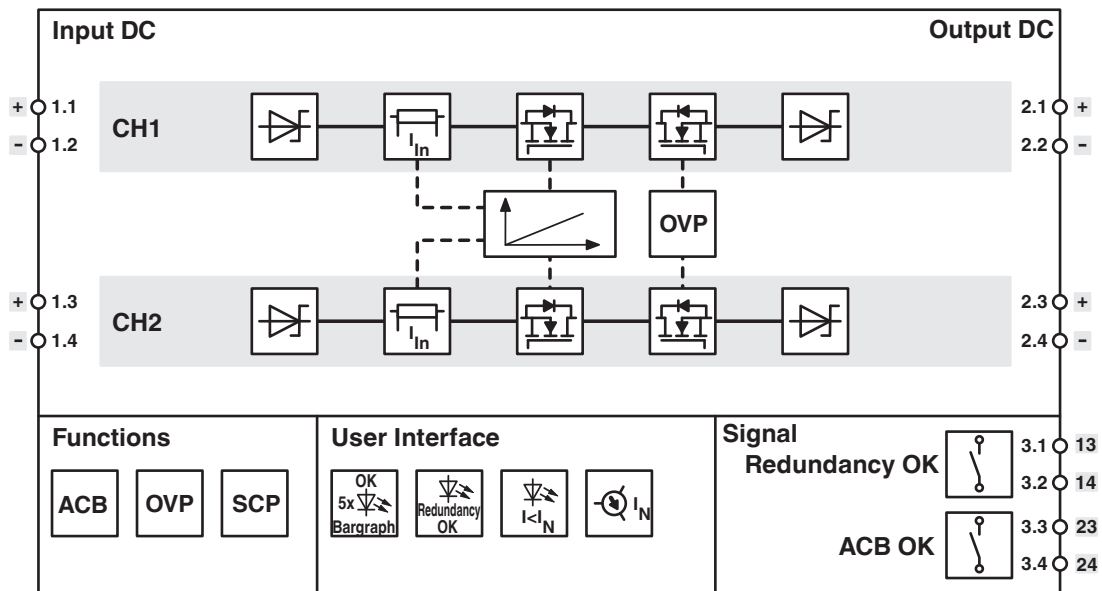 Input DC
Output DC
+ 1.1
- 1.2
CH1
I In
2.1 +
2.2 -
OVP
+ 1.3
- 1.4
CH2
I In
2.3 +
2.4 -
Functions
ACB
OVP
SCP
User Interface
OK
5x
Bargraph
Redundancy
OK
I<IN
IN
Signal
Redundancy OK
3.1 13
3.2 14
ACB OK
3.3 23
3.4 24